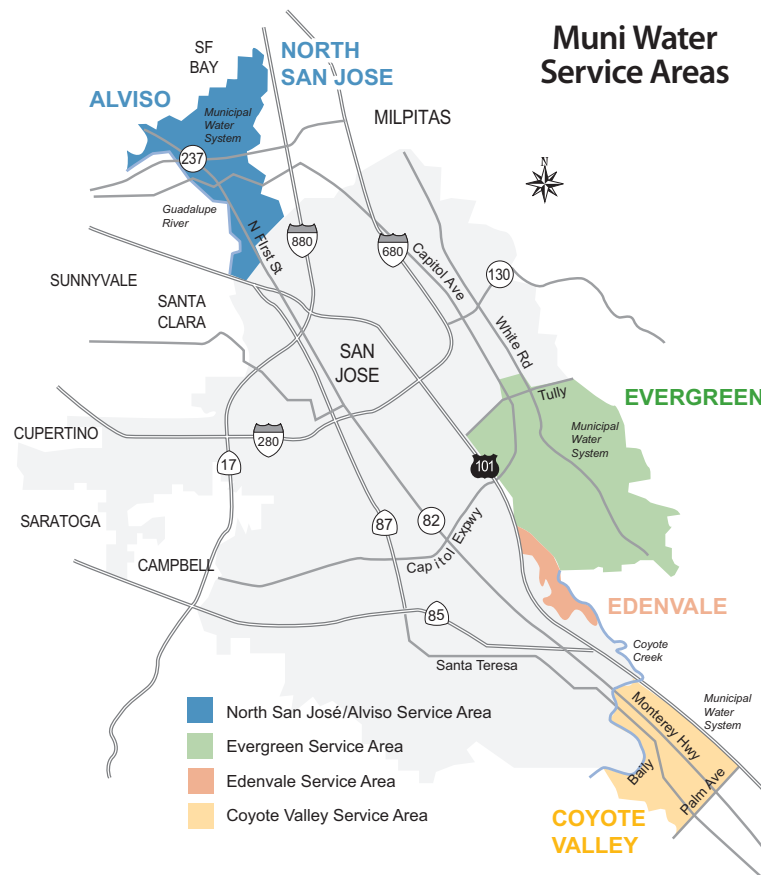 Muni Water
Service Areas
SF
BAY
NORTH
SAN JOSE
ALVISO
Municipal
Water
System
MILPITAS
237
N
Guadalupe
River
N FIrst St
880
680
Capitol Ave
130
SUNNYVALE
SANTA
CLARA
White Rd
SAN
JOSE
Tully
EVERGREEN
Municipal
Water
System
CUPERTINO
280
17
101
SARATOGA
87
82
Capitol Expwy
CAMPBELL
EDENVALE
85
Coyote
Creek
Santa Teresa
Municipal
Water
System
Monterey Hwy
Baily
Palm Ave
North San José/Alviso Service Area
Evergreen Service Area
Edenvale Service Area
Coyote Valley Service Area
COYOTE
VALLEY